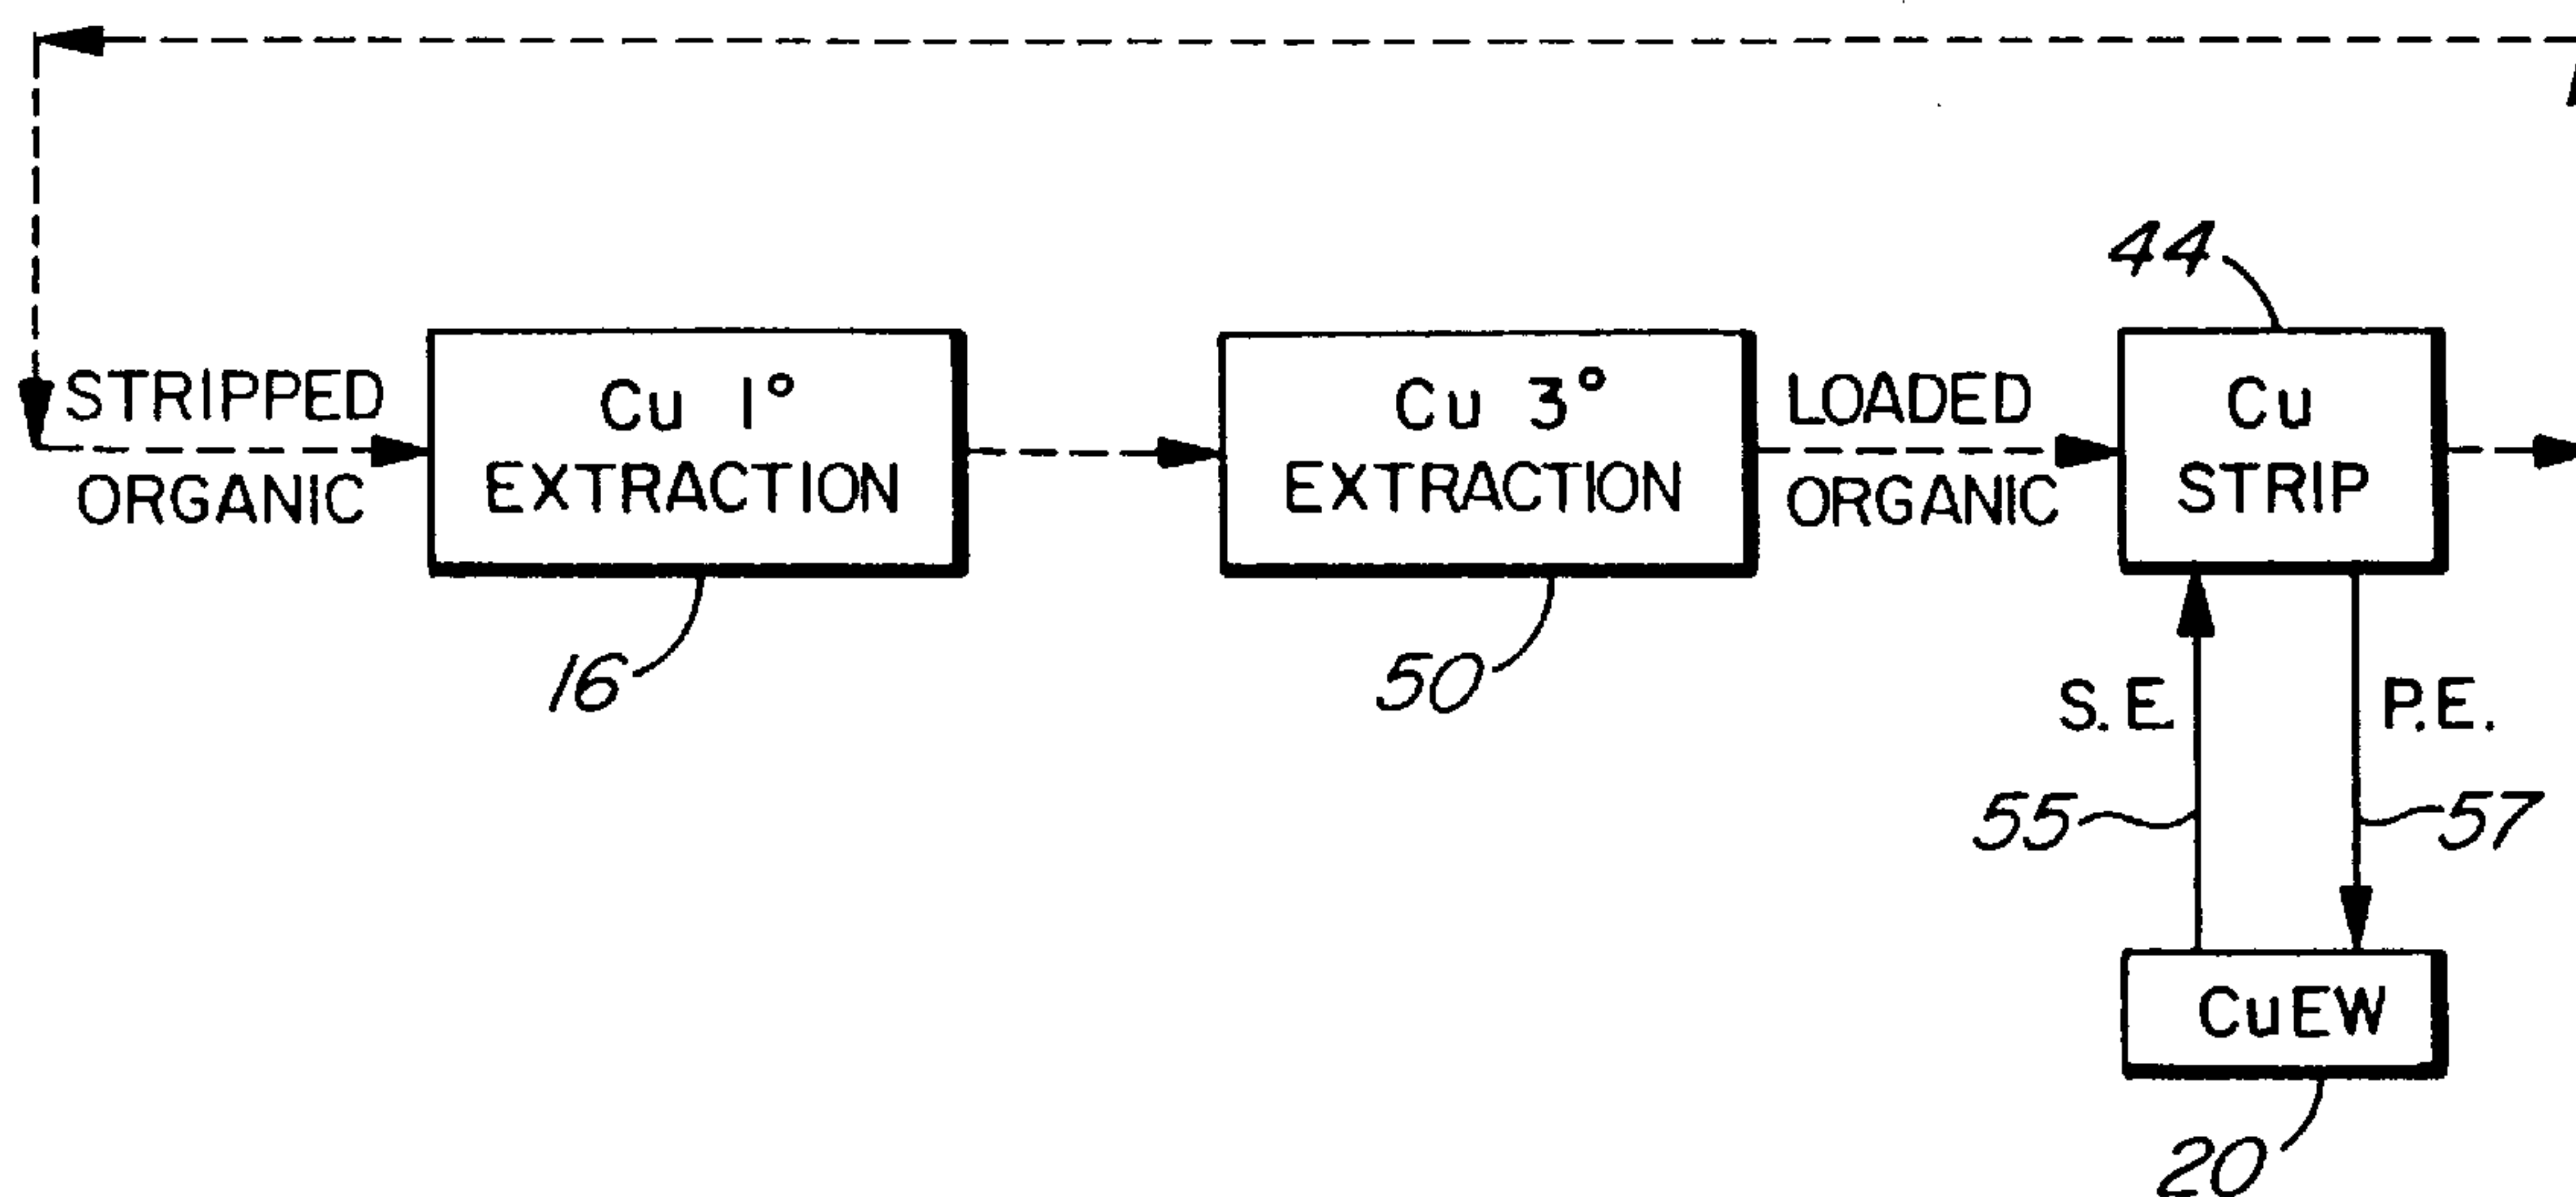 44
STRIPPED
ORGANIC
Cu 1°
EXTRACTION
Cu 3°
EXTRACTION
LOADED
ORGANIC
Cu
STRIP
16
50
S.E.
P.E.
55
57
CuEW
20